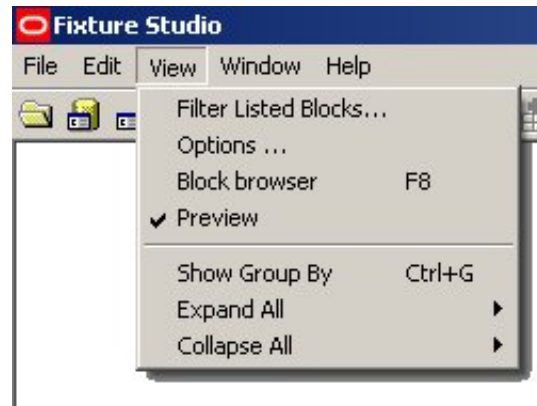 Fixture Studio
File Edit View Window Help
Filter Listed Blocks...
Options ...
Block browser F8
Preview
Show Group By Ctrl+G
Expand All
Collapse All